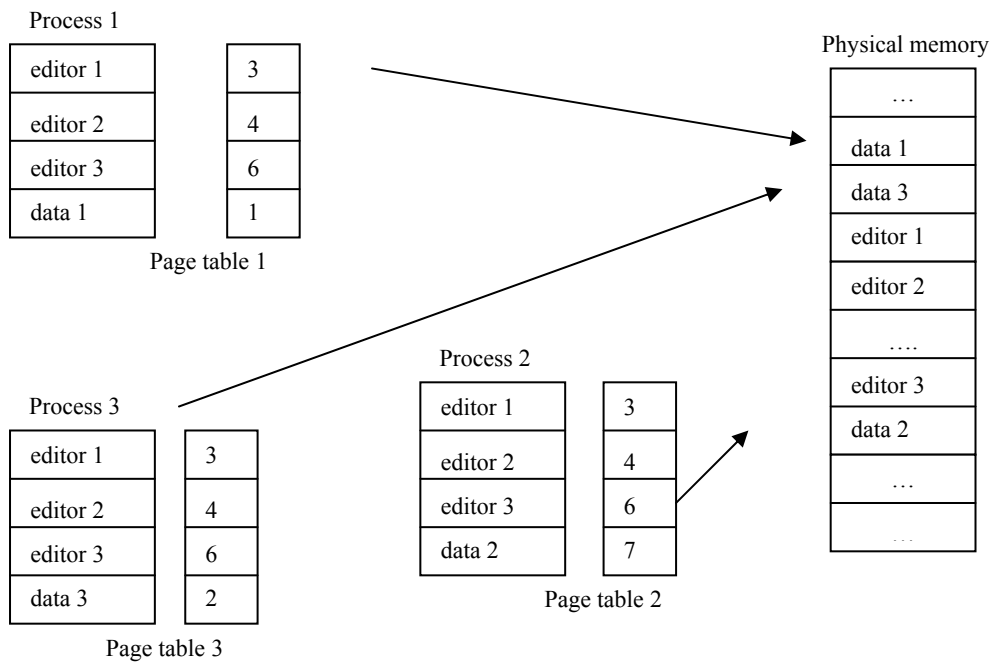 Process 1
editor 1
editor 2
editor 3
data 1
3
4
6
1
Page table 1
Physical memory
…
data 1
data 3
editor 1
editor 2
….
editor 3
data 2
…
…
Process 2
editor 1
editor 2
editor 3
data 2
3
4
6
7
Page table 2
Process 3
editor 1
editor 2
editor 3
data 3
3
4
6
2
Page table 3